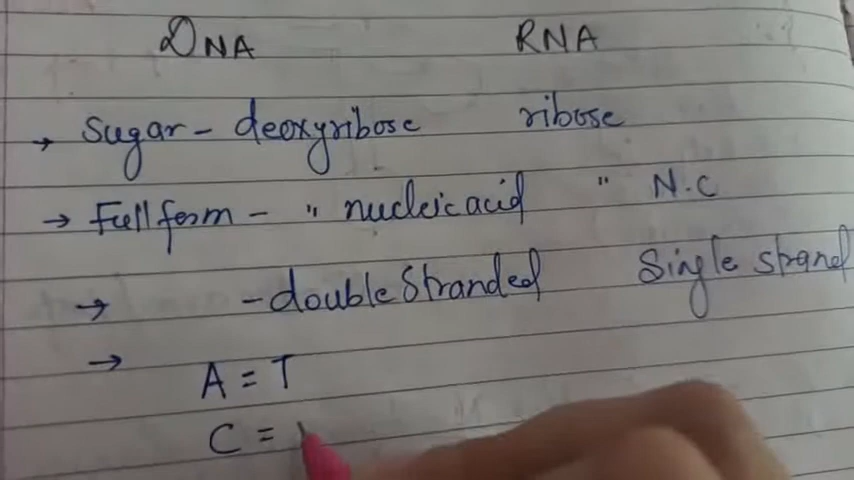 DNA RNA
→ Sugar - deoxyribose ribose
→ Full form - " nucleic acid " N.C
→ - double Stranded Single strand
→ A = T
C =